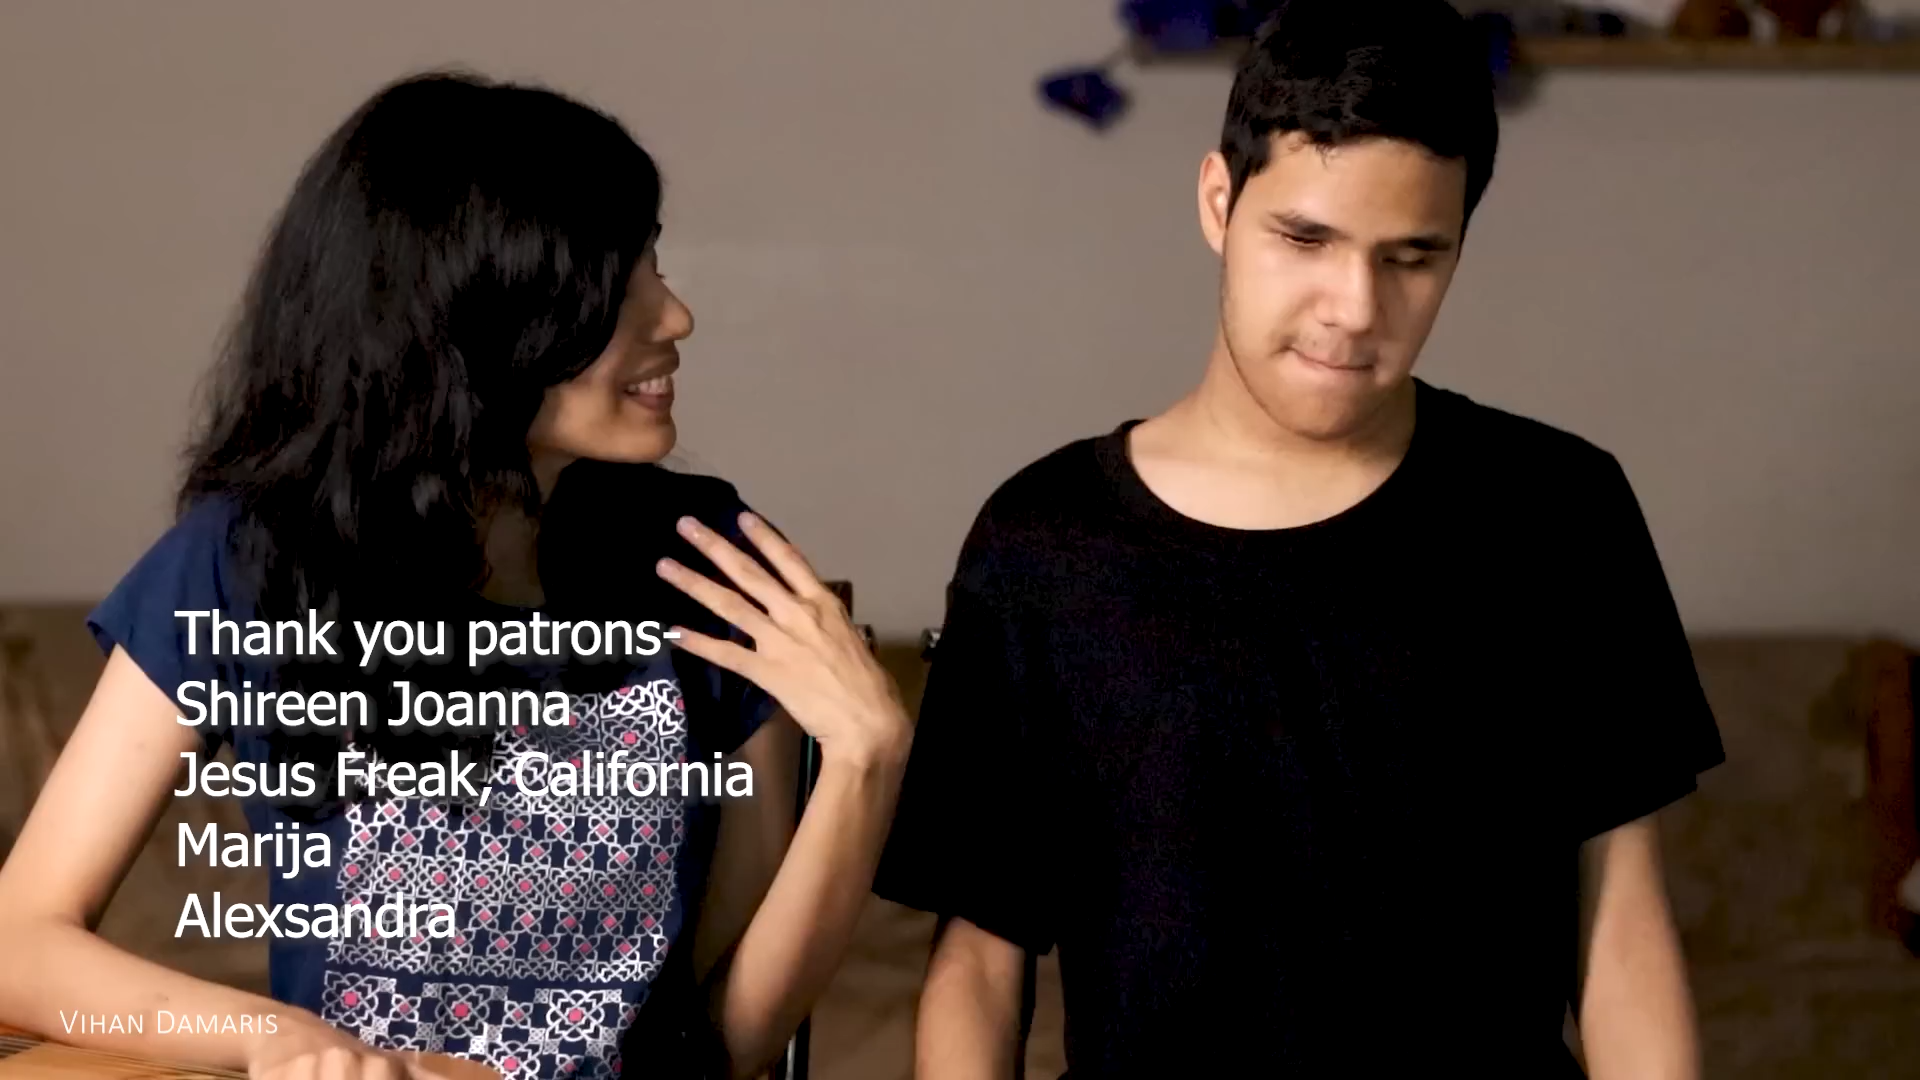 Thank you patrons-
Shireen Joanna
Jesus Freak, California
Marija
Alexsandra
VIHAN DAMARIS